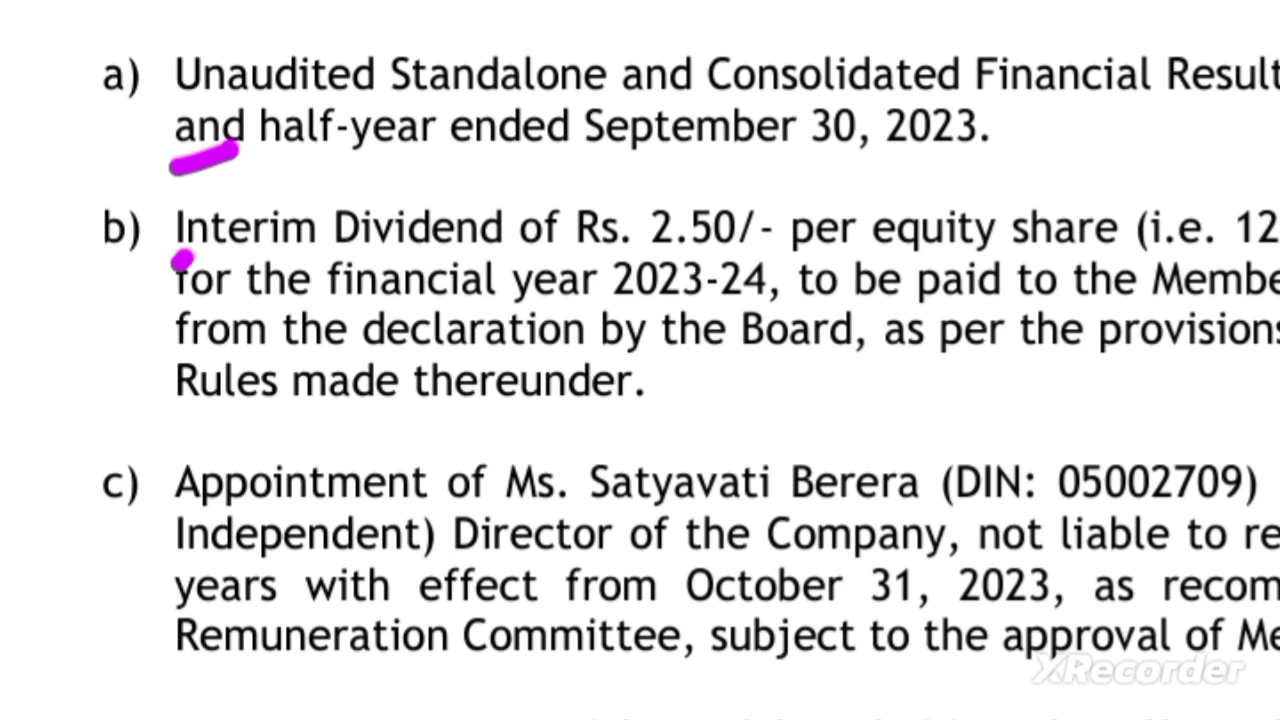 a) Unaudited Standalone and Consolidated Financial Result
and half-year ended September 30, 2023.
b) Interim Dividend of Rs. 2.50/- per equity share (i.e. 12
for the financial year 2023-24, to be paid to the Membe
from the declaration by the Board, as per the provisions
Rules made thereunder.
c) Appointment of Ms. Satyavati Berera (DIN: 05002709)
Independent) Director of the Company, not liable to re
years with effect from October 31, 2023, as recom
Remuneration Committee, subject to the approval of Me
XRecorder